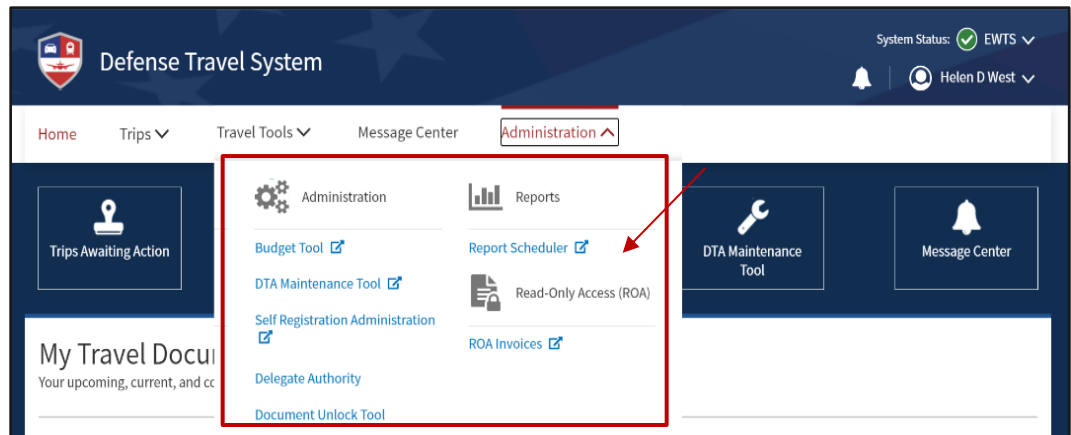 System Status: EWTS
Defense Travel System
Helen D West
Home Trips Travel Tools Message Center Administration
Administration Reports
Trips Awaiting Action
Budget Tool
Report Scheduler
DTA Maintenance
Tool
Message Center
DTA Maintenance Tool
Read-Only Access (ROA)
Self Registration Administration
ROA Invoices
Delegate Authority
Document Unlock Tool
My Travel Docu
Your upcoming, current, and co